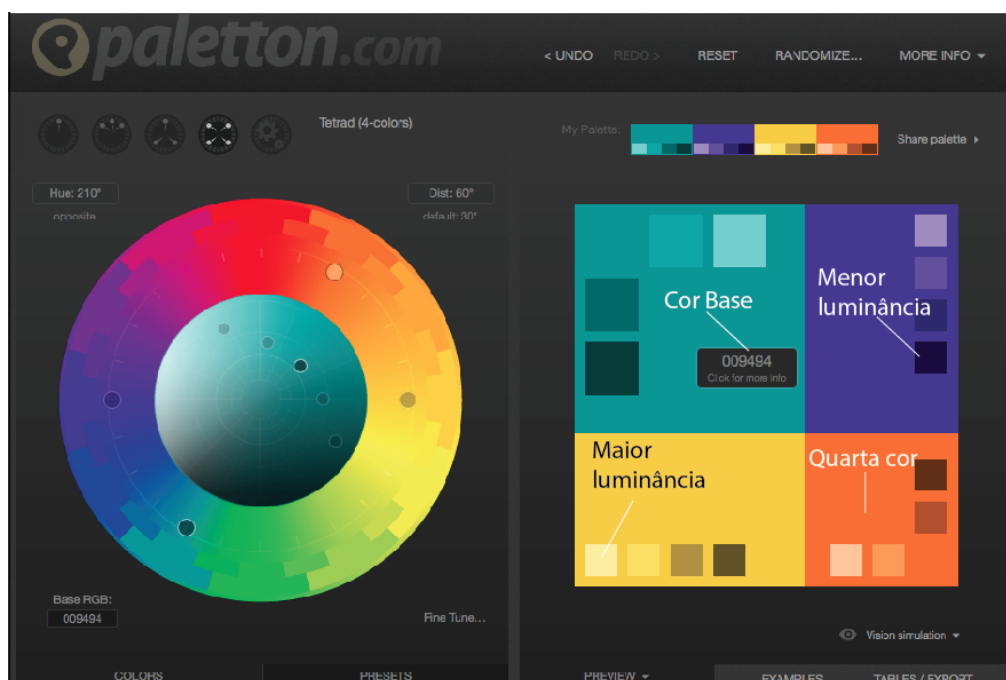 paletton.com
< UNDO REDO > RESET RANDOMIZE... MORE INFO
Tetrad (4-colors)
My Palette:
Share palette
Hue: 210°
opposite
Dist: 60°
default: 30°
Cor Base
009494
Click for more info
Menor
luminância
Maior
luminância
Quarta cor
Base RGB:
009494
Fine Tune...
Vision simulation
COLORS PRESETS
PREVIEW EXAMPLES TABLES / EXPORT